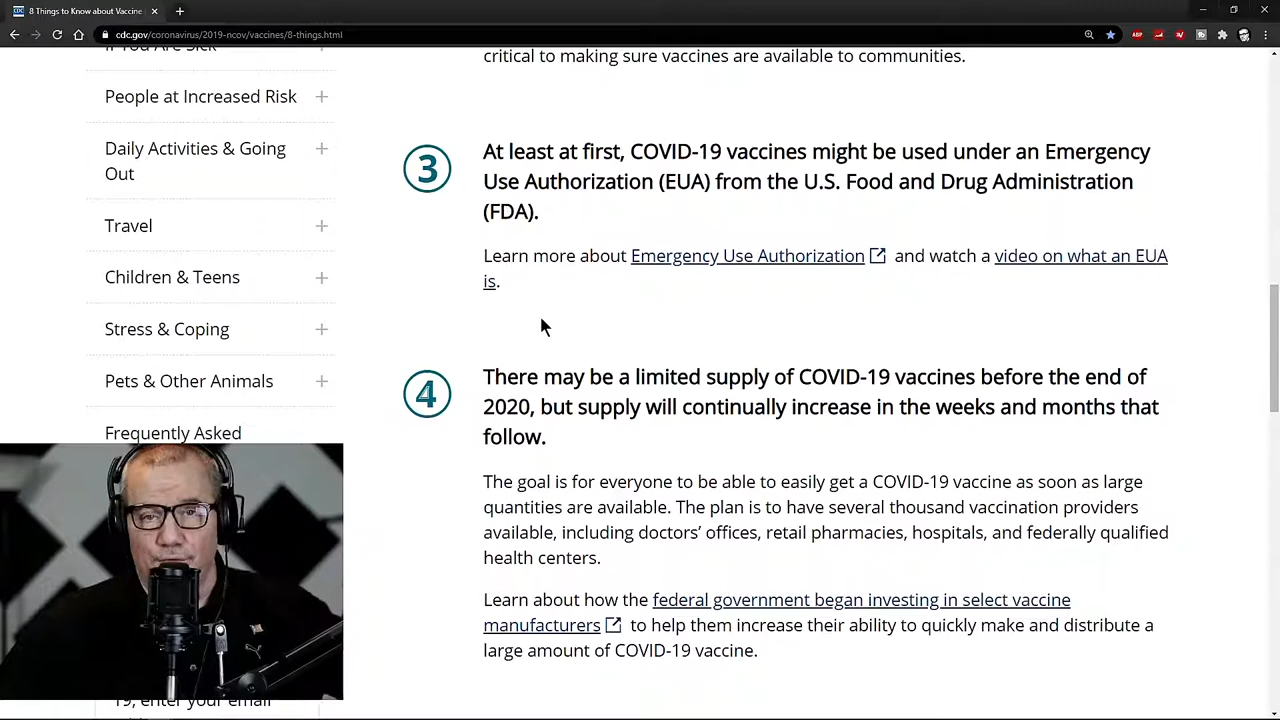 8 Things to Know about Vaccine
cdc.gov/coronavirus/2019-ncov/vaccines/8-things.html
If You Are Sick
People at Increased Risk
Daily Activities & Going
Out
Travel
Children & Teens
Stress & Coping
Pets & Other Animals
Frequently Asked
19, enter your email
critical to making sure vaccines are available to communities.
3
At least at first, COVID-19 vaccines might be used under an Emergency
Use Authorization (EUA) from the U.S. Food and Drug Administration
(FDA).
Learn more about Emergency Use Authorization and watch a video on what an EUA
is.
4
There may be a limited supply of COVID-19 vaccines before the end of
2020, but supply will continually increase in the weeks and months that
follow.
The goal is for everyone to be able to easily get a COVID-19 vaccine as soon as large
quantities are available. The plan is to have several thousand vaccination providers
available, including doctors’ offices, retail pharmacies, hospitals, and federally qualified
health centers.
Learn about how the federal government began investing in select vaccine
manufacturers to help them increase their ability to quickly make and distribute a
large amount of COVID-19 vaccine.